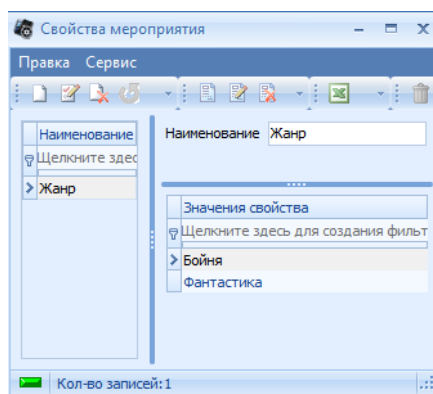 Свойства мероприятия
Правка Сервис
Наименование
Щелкните здес
Жанр
Наименование Жанр
Значения свойства
Щелкните здесь для создания фильт
Бойня
Фантастика
Кол-во записей:1